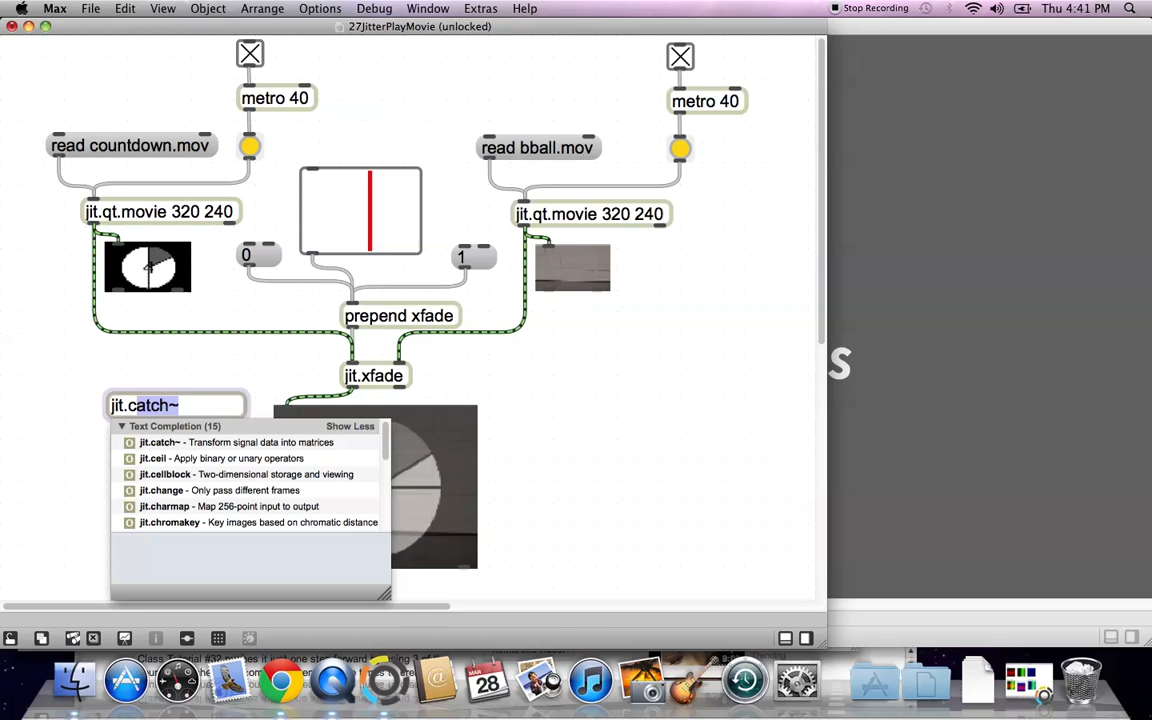 Max File Edit View Object Arrange Options Debug Window Extras Help Stop Recording Thu 4:41 PM
27JitterPlayMovie (unlocked)
metro 40
metro 40
read countdown.mov
read bball.mov
jit.qt.movie 320 240
jit.qt.movie 320 240
0
1
prepend xfade
jit.xfade
s
jit.catch~
Text Completion (15) Show Less
jit.catch~ - Transform signal data into matrices
jit.ceil - Apply binary or unary operators
jit.cellblock - Two-dimensional storage and viewing
jit.change - Only pass different frames
jit.charmap - Map 256-point input to output
jit.chromakey - Key images based on chromatic distance
MAR
28